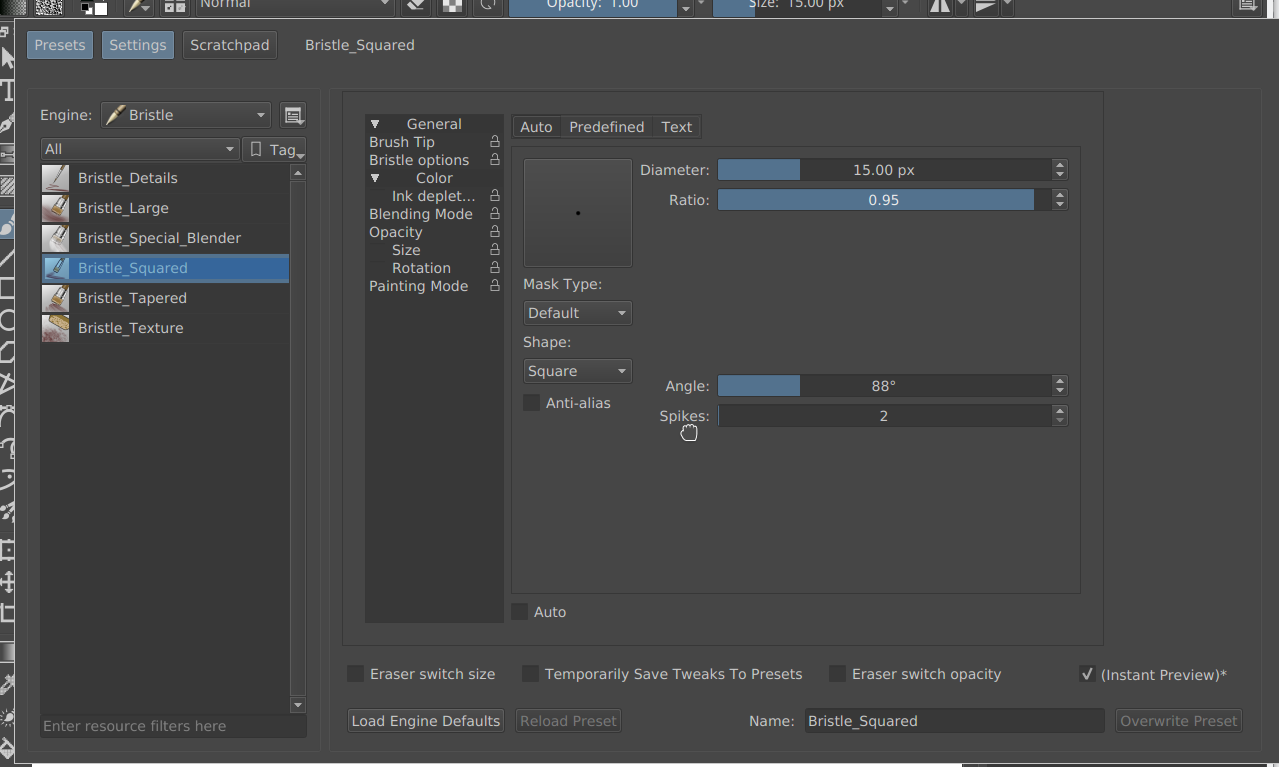 Normal
Opacity: 1.00
Size: 15.00 px
Presets
Settings
Scratchpad
Bristle_Squared
Engine:
Bristle
All
Tag
Bristle_Details
Bristle_Large
Bristle_Special_Blender
Bristle_Squared
Bristle_Tapered
Bristle_Texture
Enter resource filters here
General
Brush Tip
Bristle options
Color
Ink deplet...
Blending Mode
Opacity
Size
Rotation
Painting Mode
Auto
Predefined
Text
Diameter:
15.00 px
Ratio:
0.95
Mask Type:
Default
Shape:
Square
Anti-alias
Angle:
88°
Spikes:
2
Auto
Eraser switch size
Temporarily Save Tweaks To Presets
Eraser switch opacity
(Instant Preview)*
Load Engine Defaults
Reload Preset
Name:
Bristle_Squared
Overwrite Preset